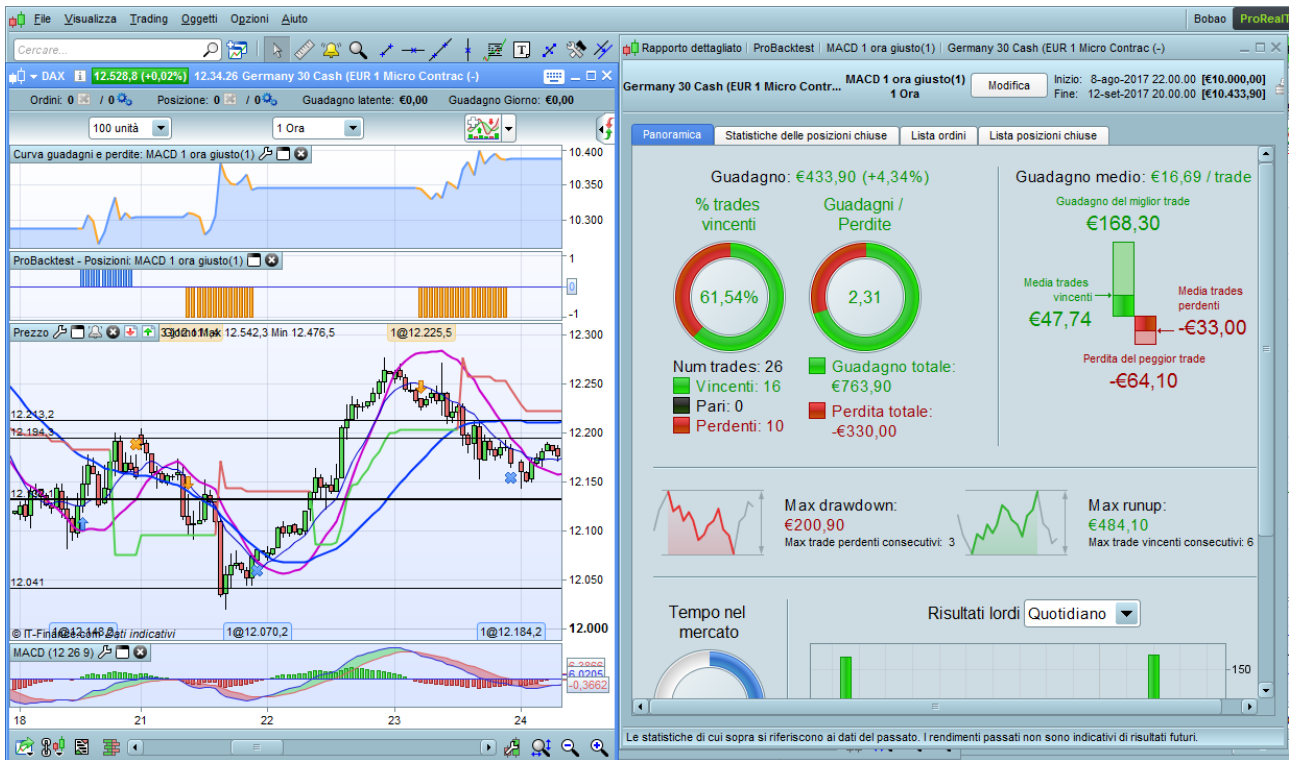 File Visualizza Trading Oggetti Opzioni Aiuto
Bobao ProRealT
Cercare...
DAX 12.528,8 (+0,02%) 12.34.26 Germany 30 Cash (EUR 1 Micro Contrac (-)
Ordini: 0 / 0 Posizione: 0 / 0 Guadagno latente: €0,00 Guadagno Giorno: €0,00
100 unità 1 Ora
Curva guadagni e perdite: MACD 1 ora giusto(1)
10.400
10.350
10.300
ProBacktest - Posizioni: MACD 1 ora giusto(1)
1
0
-1
Prezzo Max 12.542,3 Min 12.476,5 1@12.225,5
12.300
12.250
12.213,2
12.200
12.194,3
12.150
12.100
12.050
12.041
12.000
© IT-Finance.com Dati indicativi
1@12.148,2 1@12.070,2 1@12.184,2
MACD (12 26 9)
6,3866
6,0205
-0,3662
18 21 22 23 24
Rapporto dettagliato ProBacktest MACD 1 ora giusto(1) Germany 30 Cash (EUR 1 Micro Contrac (-)
Germany 30 Cash (EUR 1 Micro Contr... MACD 1 ora giusto(1)
1 Ora
Modifica
Inizio: 8-ago-2017 22.00.00 [€10.000,00]
Fine: 12-set-2017 20.00.00 [€10.433,90]
Panoramica Statistiche delle posizioni chiuse Lista ordini Lista posizioni chiuse
Guadagno: €433,90 (+4,34%)
% trades vincenti
61,54%
Guadagni / Perdite
2,31
Num trades: 26
Vincenti: 16
Pari: 0
Perdenti: 10
Guadagno totale:
€763,90
Perdita totale:
-€330,00
Guadagno medio: €16,69 / trade
Guadagno del miglior trade
€168,30
Media trades
vincenti
€47,74
Media trades
perdenti
-€33,00
Perdita del peggior trade
-€64,10
Max drawdown:
€200,90
Max trade perdenti consecutivi: 3
Max runup:
€484,10
Max trade vincenti consecutivi: 6
Tempo nel
mercato
Risultati lordi Quotidiano
150
Le statistiche di cui sopra si riferiscono ai dati del passato. I rendimenti passati non sono indicativi di risultati futuri.